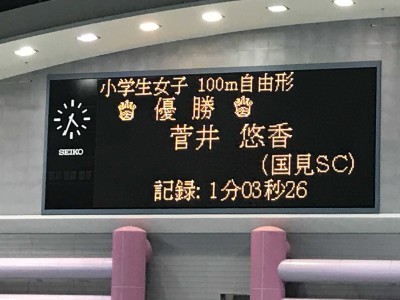 小学生女子 100m自由形
優勝
菅井 悠香
(国見SC)
記録: 1分03秒26
SEIKO